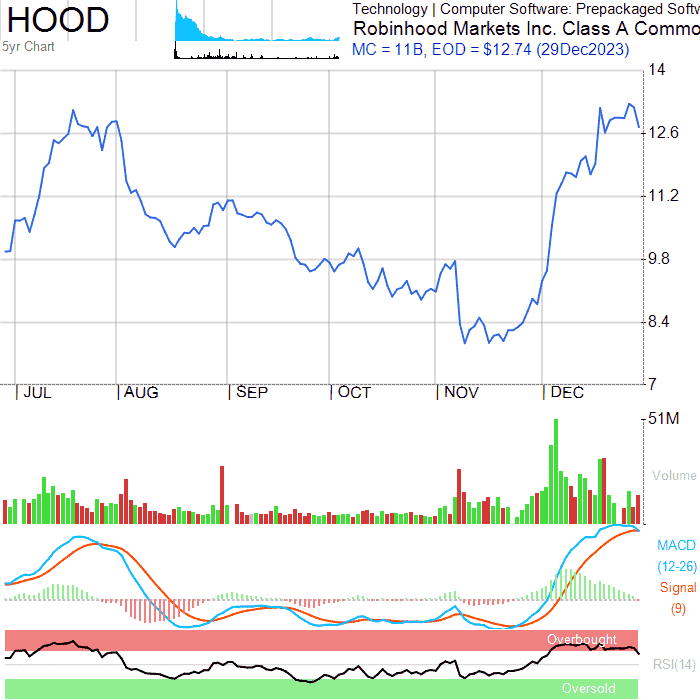 HOOD
5yr Chart
Technology | Computer Software: Prepackaged Softw
Robinhood Markets Inc. Class A Commo
MC = 11B, EOD = $12.74 (29Dec2023)
14
12.6
11.2
9.8
8.4
7
JUL AUG SEP OCT NOV DEC
51M
Volume
MACD
(12-26)
Signal
(9)
Overbought
RSI(14)
Oversold